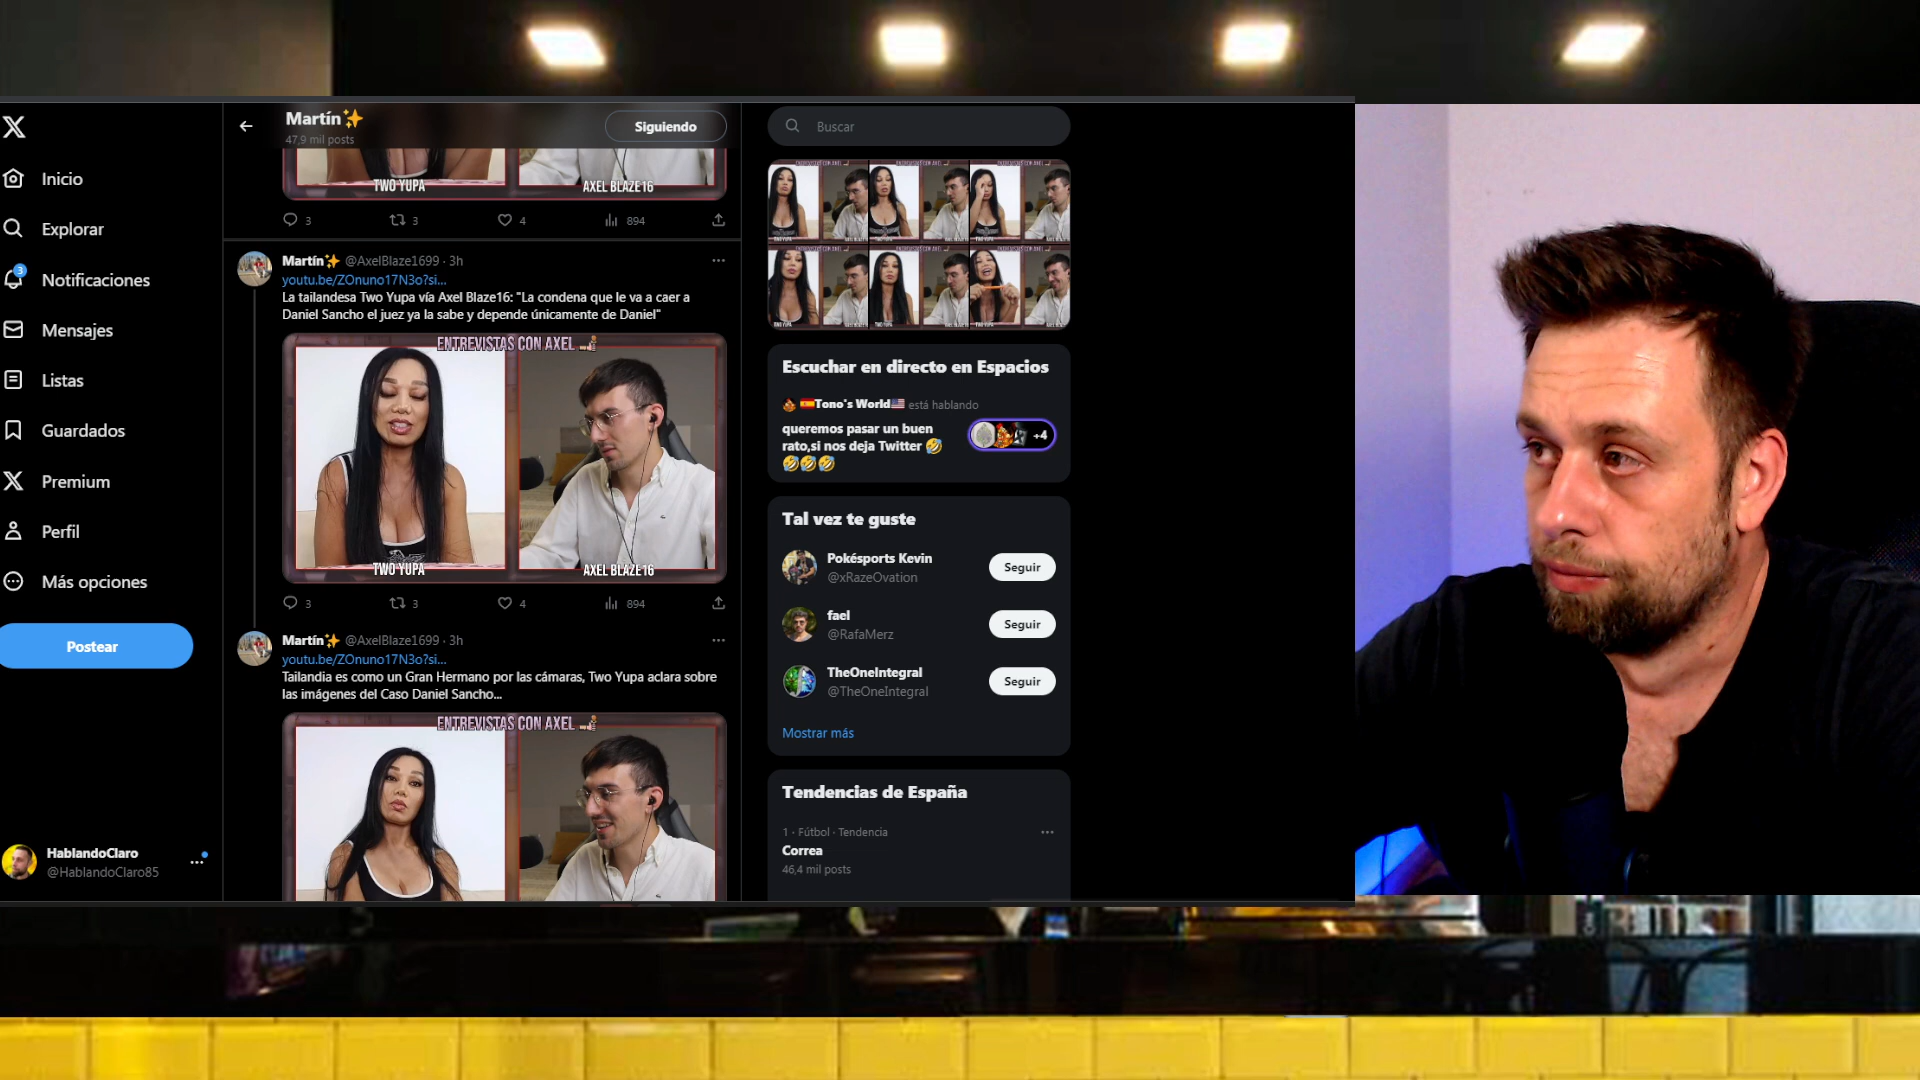 Inicio
Explorar
3
Notificaciones
Mensajes
Listas
Guardados
Premium
Perfil
Más opciones
Postear
HablandoClaro
@HablandoClaro85
Martín✨
47,9 mil posts
Siguiendo
TWO YUPA
AXEL BLAZE16
3
3
4
894
Martín✨ @AxelBlaze1699 · 3h
youtu.be/ZOnuno17N3o?si...
La tailandesa Two Yupa vía Axel Blaze16: "La condena que le va a caer a
Daniel Sancho el juez ya la sabe y depende únicamente de Daniel"
ENTREVISTAS CON AXEL
TWO YUPA
AXEL BLAZE16
3
3
4
894
Martín✨ @AxelBlaze1699 · 3h
youtu.be/ZOnuno17N3o?si...
Tailandia es como un Gran Hermano por las cámaras, Two Yupa aclara sobre
las imágenes del Caso Daniel Sancho...
ENTREVISTAS CON AXEL
Buscar
Escuchar en directo en Espacios
Tono's World está hablando
queremos pasar un buen
rato,si nos deja Twitter 🤣
🤣🤣🤣
+4
Tal vez te guste
Pokésports Kevin
@xRazeOvation
Seguir
fael
@RafaMerz
Seguir
TheOneIntegral
@TheOneIntegral
Seguir
Mostrar más
Tendencias de España
1 · Fútbol · Tendencia
Correa
46,4 mil posts